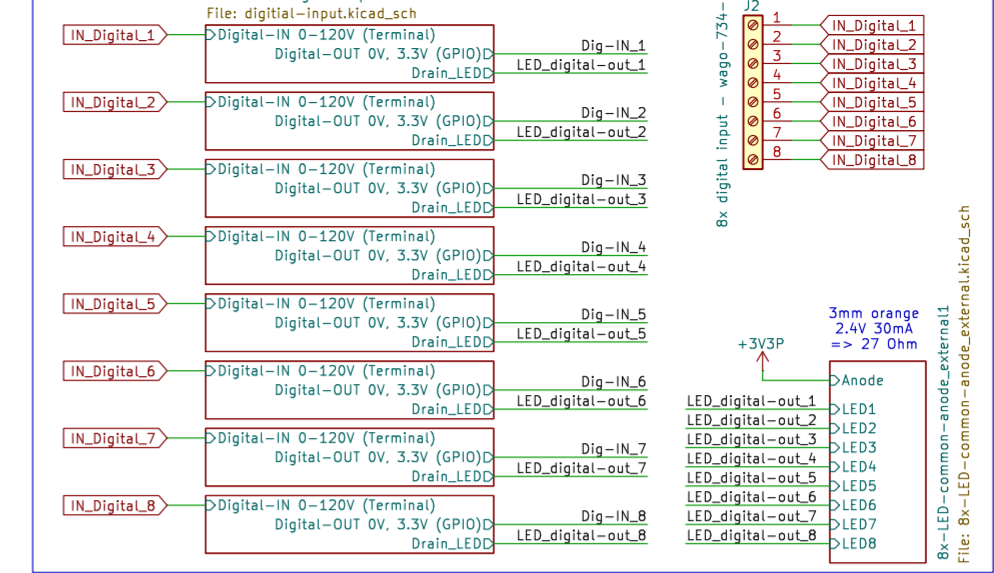 File: digitial-input.kicad_sch
IN_Digital_1
Digital-IN 0-120V (Terminal)
Digital-OUT 0V, 3.3V (GPIO)
Drain_LED
Dig-IN_1
LED_digital-out_1
IN_Digital_2
Digital-IN 0-120V (Terminal)
Digital-OUT 0V, 3.3V (GPIO)
Drain_LED
Dig-IN_2
LED_digital-out_2
IN_Digital_3
Digital-IN 0-120V (Terminal)
Digital-OUT 0V, 3.3V (GPIO)
Drain_LED
Dig-IN_3
LED_digital-out_3
IN_Digital_4
Digital-IN 0-120V (Terminal)
Digital-OUT 0V, 3.3V (GPIO)
Drain_LED
Dig-IN_4
LED_digital-out_4
IN_Digital_5
Digital-IN 0-120V (Terminal)
Digital-OUT 0V, 3.3V (GPIO)
Drain_LED
Dig-IN_5
LED_digital-out_5
IN_Digital_6
Digital-IN 0-120V (Terminal)
Digital-OUT 0V, 3.3V (GPIO)
Drain_LED
Dig-IN_6
LED_digital-out_6
IN_Digital_7
Digital-IN 0-120V (Terminal)
Digital-OUT 0V, 3.3V (GPIO)
Drain_LED
Dig-IN_7
LED_digital-out_7
IN_Digital_8
Digital-IN 0-120V (Terminal)
Digital-OUT 0V, 3.3V (GPIO)
Drain_LED
Dig-IN_8
LED_digital-out_8
8x digital input - wago-734-
J2
1 IN_Digital_1
2 IN_Digital_2
3 IN_Digital_3
4 IN_Digital_4
5 IN_Digital_5
6 IN_Digital_6
7 IN_Digital_7
8 IN_Digital_8
3mm orange
2.4V 30mA
=> 27 Ohm
+3V3P
Anode
LED_digital-out_1 LED1
LED_digital-out_2 LED2
LED_digital-out_3 LED3
LED_digital-out_4 LED4
LED_digital-out_5 LED5
LED_digital-out_6 LED6
LED_digital-out_7 LED7
LED_digital-out_8 LED8
8x-LED-common-anode_external1
File: 8x-LED-common-anode_external.kicad_sch